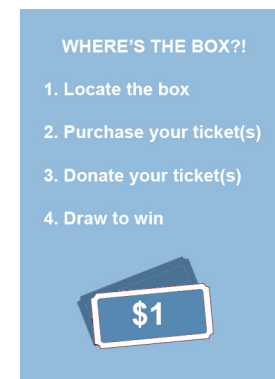 WHERE'S THE BOX?!
1. Locate the box
2. Purchase your ticket(s)
3. Donate your ticket(s)
4. Draw to win
$1